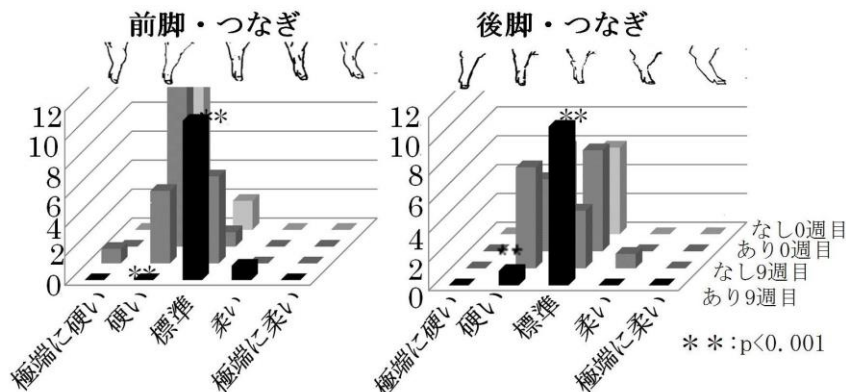 前脚・つなぎ
後脚・つなぎ
12
10
8
6
4
2
0
**
**
極端に硬い
硬い
標準
柔い
極端に柔い
12
10
8
6
4
2
0
**
**
極端に硬い
硬い
標準
柔い
極端に柔い
なし0週目
あり0週目
なし9週目
あり9週目
**:p<0.001